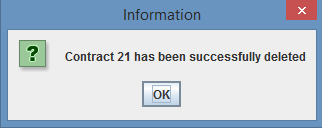 Information
Contract 21 has been successfully deleted
OK